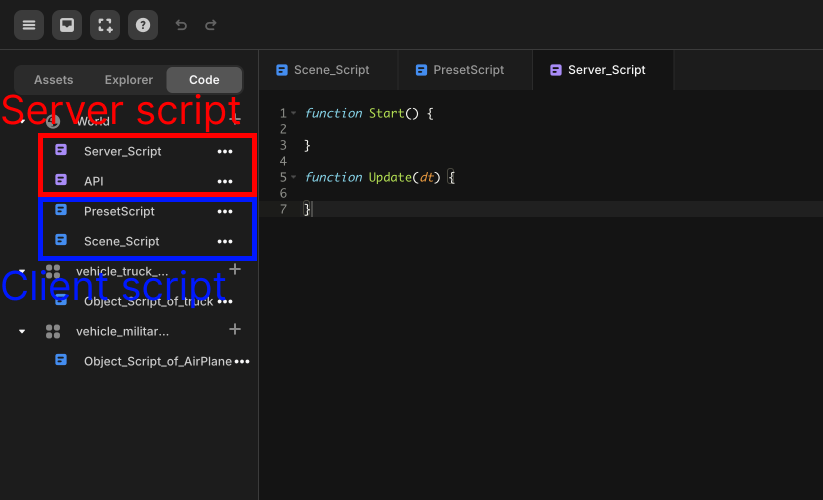 Assets Explorer Code
Scene_Script PresetScript Server_Script
Server script
World
Server_Script •••
API •••
PresetScript •••
Scene_Script •••
vehicle_truck_...
Client script
Object_Script_of_truck •••
vehicle_militar...
Object_Script_of_AirPlane •••
1 function Start() {
2
3 }
4
5 function Update(dt) {
6
7 }